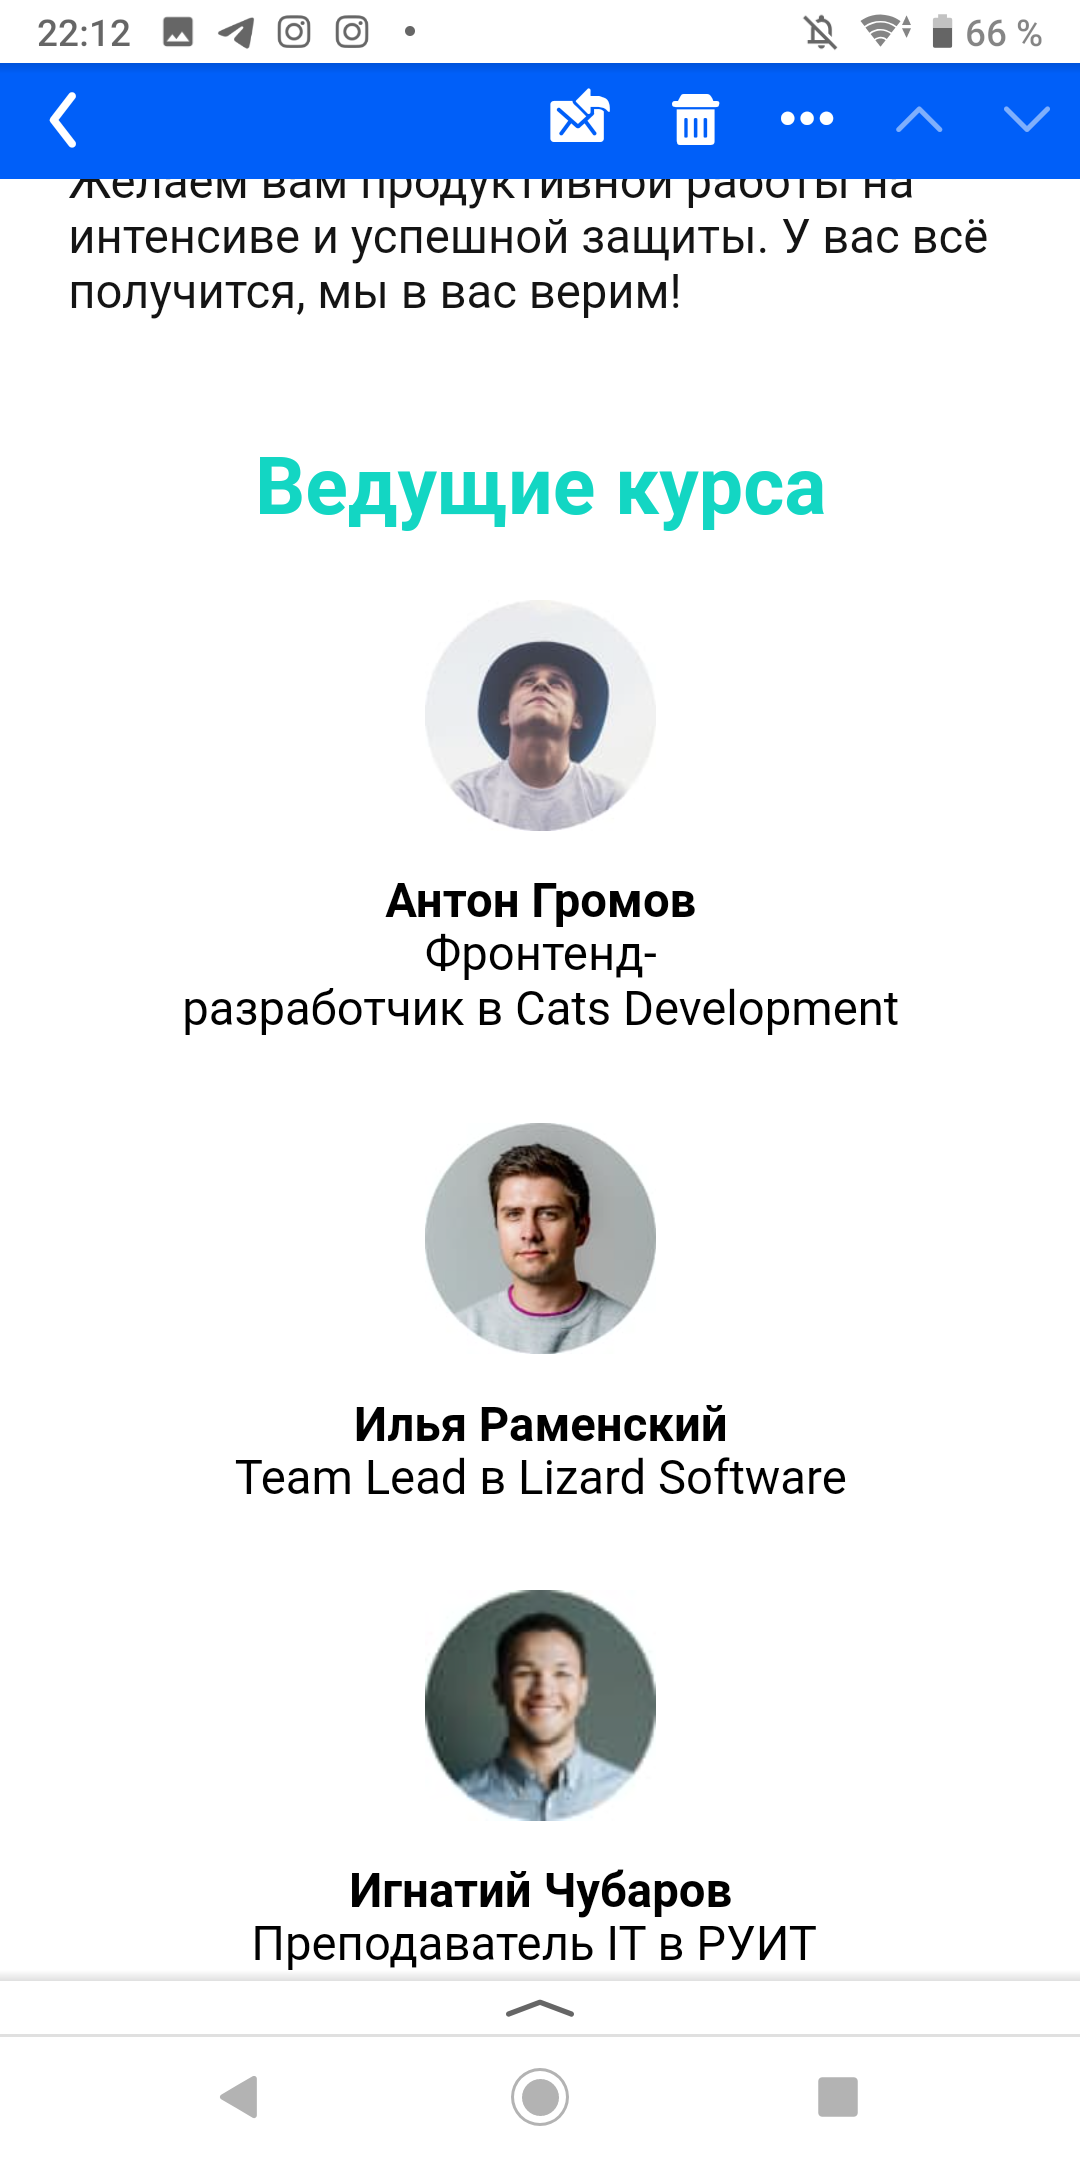 22:12
66 %
Желаем вам продуктивной работы на
интенсиве и успешной защиты. У вас всё
получится, мы в вас верим!
Ведущие курса
Антон Громов
Фронтенд-
разработчик в Cats Development
Илья Раменский
Team Lead в Lizard Software
Игнатий Чубаров
Преподаватель IT в РУИТ